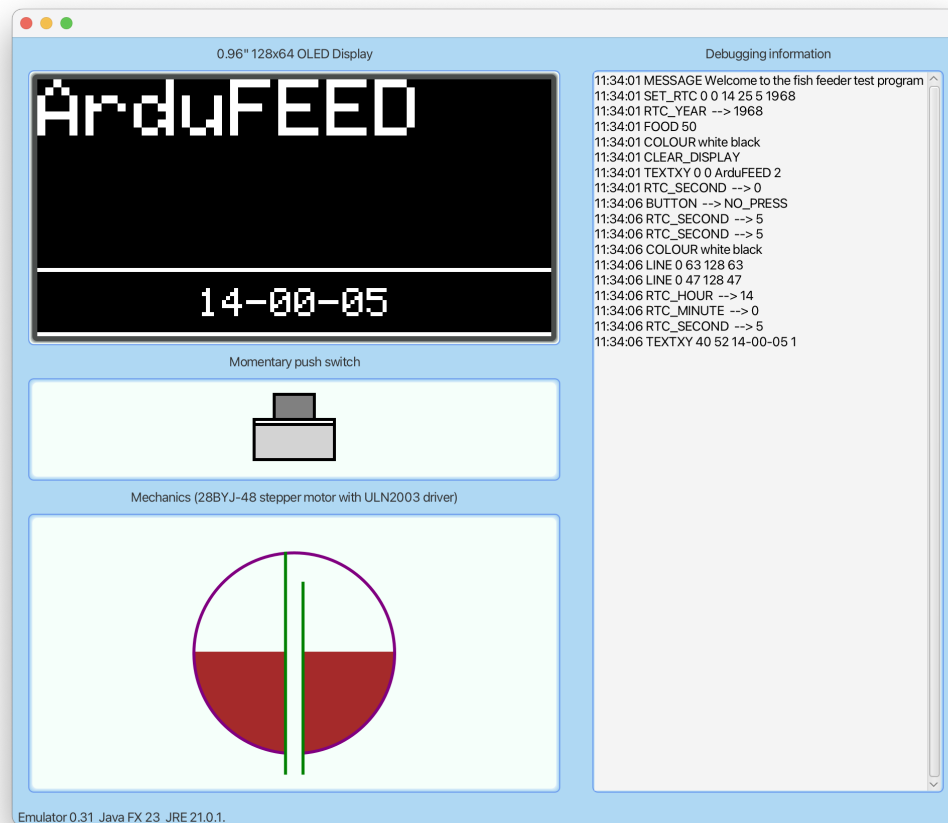 0.96" 128x64 OLED Display
ArduFEED
14-00-05
Momentary push switch
Mechanics (28BYJ-48 stepper motor with ULN2003 driver)
Debugging information
11:34:01 MESSAGE Welcome to the fish feeder test program
11:34:01 SET_RTC 0 0 14 25 5 1968
11:34:01 RTC_YEAR --> 1968
11:34:01 FOOD 50
11:34:01 COLOUR white black
11:34:01 CLEAR_DISPLAY
11:34:01 TEXTXY 0 0 ArduFEED 2
11:34:01 RTC_SECOND --> 0
11:34:06 BUTTON --> NO_PRESS
11:34:06 RTC_SECOND --> 5
11:34:06 RTC_SECOND --> 5
11:34:06 COLOUR white black
11:34:06 LINE 0 63 128 63
11:34:06 LINE 0 47 128 47
11:34:06 RTC_HOUR --> 14
11:34:06 RTC_MINUTE --> 0
11:34:06 RTC_SECOND --> 5
11:34:06 TEXTXY 40 52 14-00-05 1
Emulator 0.31 Java FX 23 JRE 21.0.1.